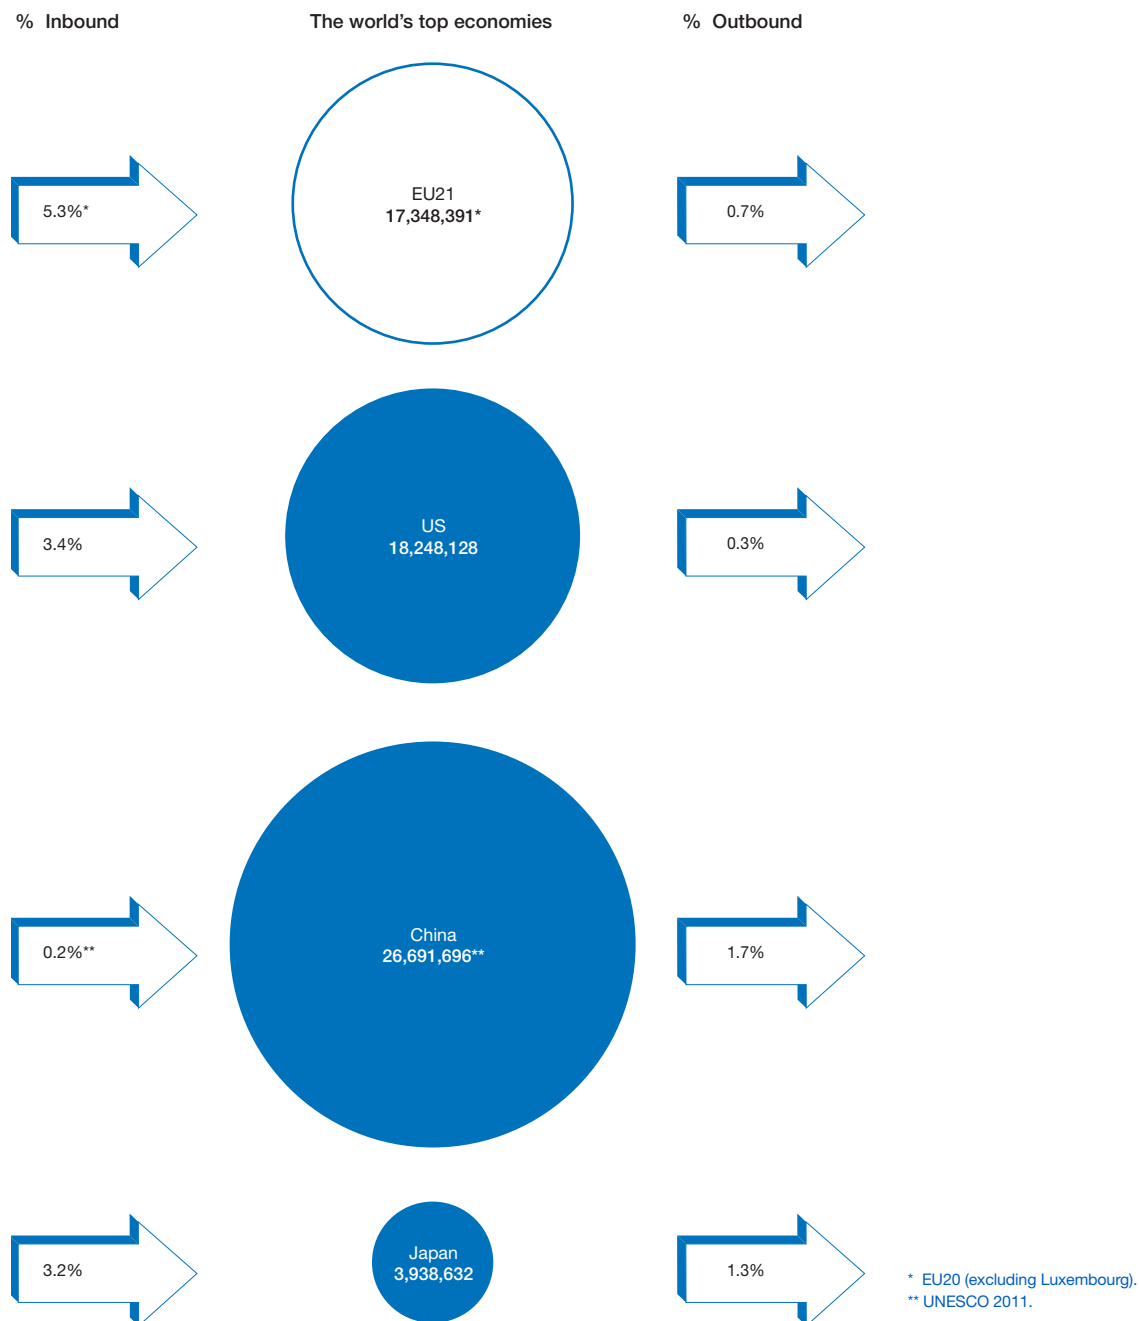 % Inbound
The world's top economies
% Outbound
5.3%*
EU21
17,348,391*
0.7%
3.4%
US
18,248,128
0.3%
0.2%**
China
26,691,696**
1.7%
3.2%
Japan
3,938,632
1.3%
* EU20 (excluding Luxembourg).
** UNESCO 2011.